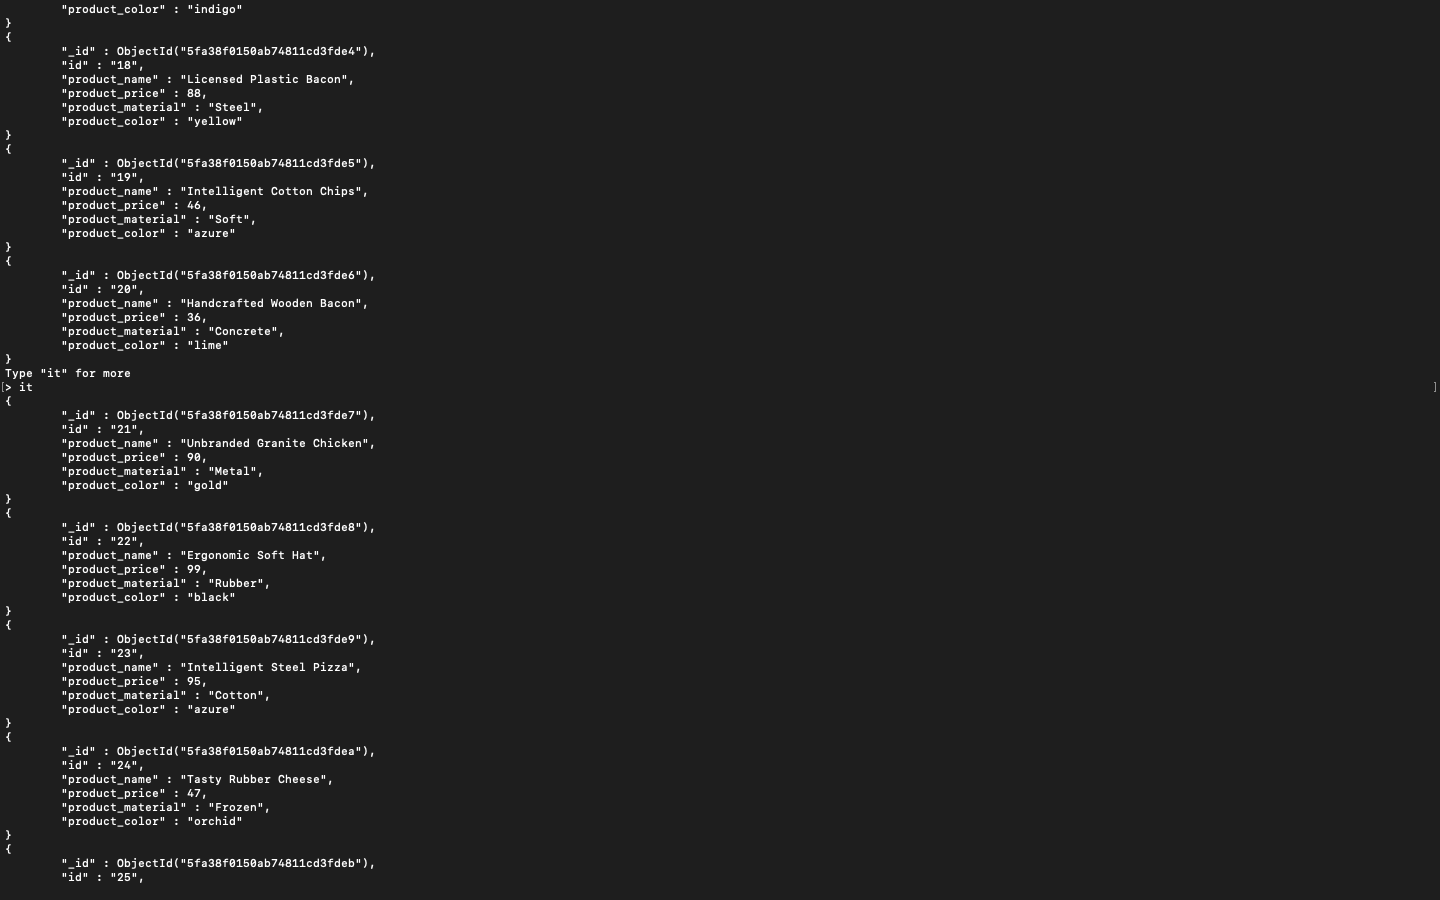 "product_color" : "indigo"
}
{
"_id" : ObjectId("5fa38f0150ab74811cd3fde4"),
"id" : "18",
"product_name" : "Licensed Plastic Bacon",
"product_price" : 88,
"product_material" : "Steel",
"product_color" : "yellow"
}
{
"_id" : ObjectId("5fa38f0150ab74811cd3fde5"),
"id" : "19",
"product_name" : "Intelligent Cotton Chips",
"product_price" : 46,
"product_material" : "Soft",
"product_color" : "azure"
}
{
"_id" : ObjectId("5fa38f0150ab74811cd3fde6"),
"id" : "20",
"product_name" : "Handcrafted Wooden Bacon",
"product_price" : 36,
"product_material" : "Concrete",
"product_color" : "lime"
}
Type "it" for more
[> it ]
{
"_id" : ObjectId("5fa38f0150ab74811cd3fde7"),
"id" : "21",
"product_name" : "Unbranded Granite Chicken",
"product_price" : 90,
"product_material" : "Metal",
"product_color" : "gold"
}
{
"_id" : ObjectId("5fa38f0150ab74811cd3fde8"),
"id" : "22",
"product_name" : "Ergonomic Soft Hat",
"product_price" : 99,
"product_material" : "Rubber",
"product_color" : "black"
}
{
"_id" : ObjectId("5fa38f0150ab74811cd3fde9"),
"id" : "23",
"product_name" : "Intelligent Steel Pizza",
"product_price" : 95,
"product_material" : "Cotton",
"product_color" : "azure"
}
{
"_id" : ObjectId("5fa38f0150ab74811cd3fdea"),
"id" : "24",
"product_name" : "Tasty Rubber Cheese",
"product_price" : 47,
"product_material" : "Frozen",
"product_color" : "orchid"
}
{
"_id" : ObjectId("5fa38f0150ab74811cd3fdeb"),
"id" : "25",